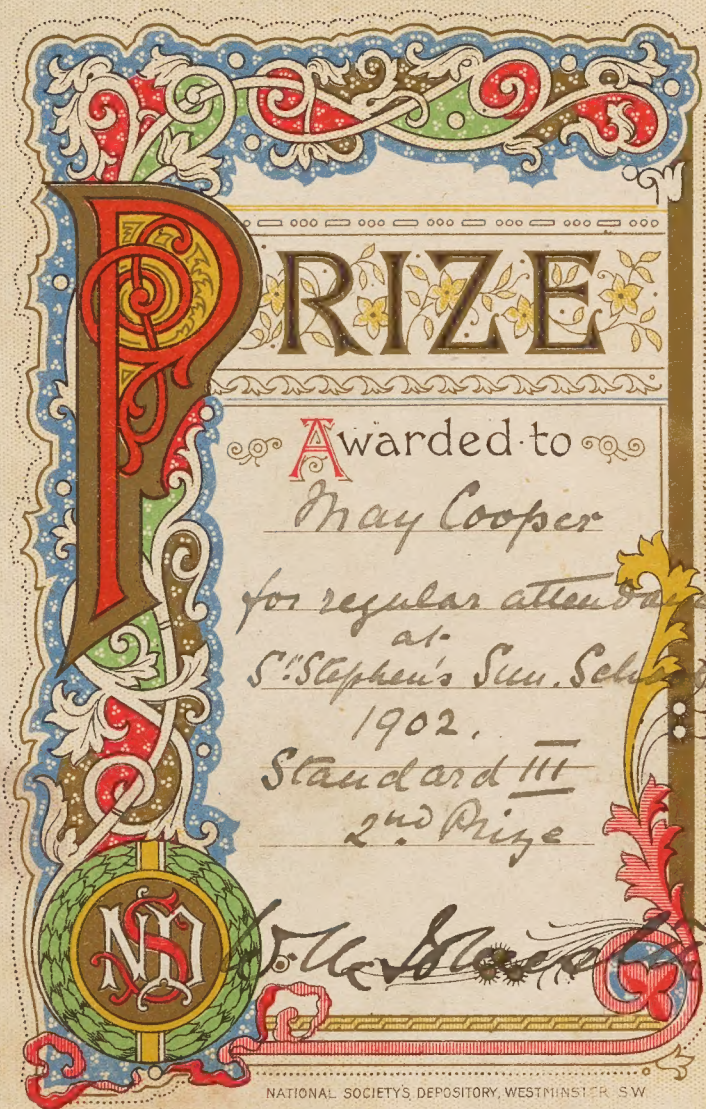 PRIZE
Awarded·to
May Cooper
for regular attendance
at
St Stephen's Sun. School
1902.
Standard III
2nd Prize
NSD
NATIONAL SOCIETY'S DEPOSITORY, WESTMINSTER S.W.